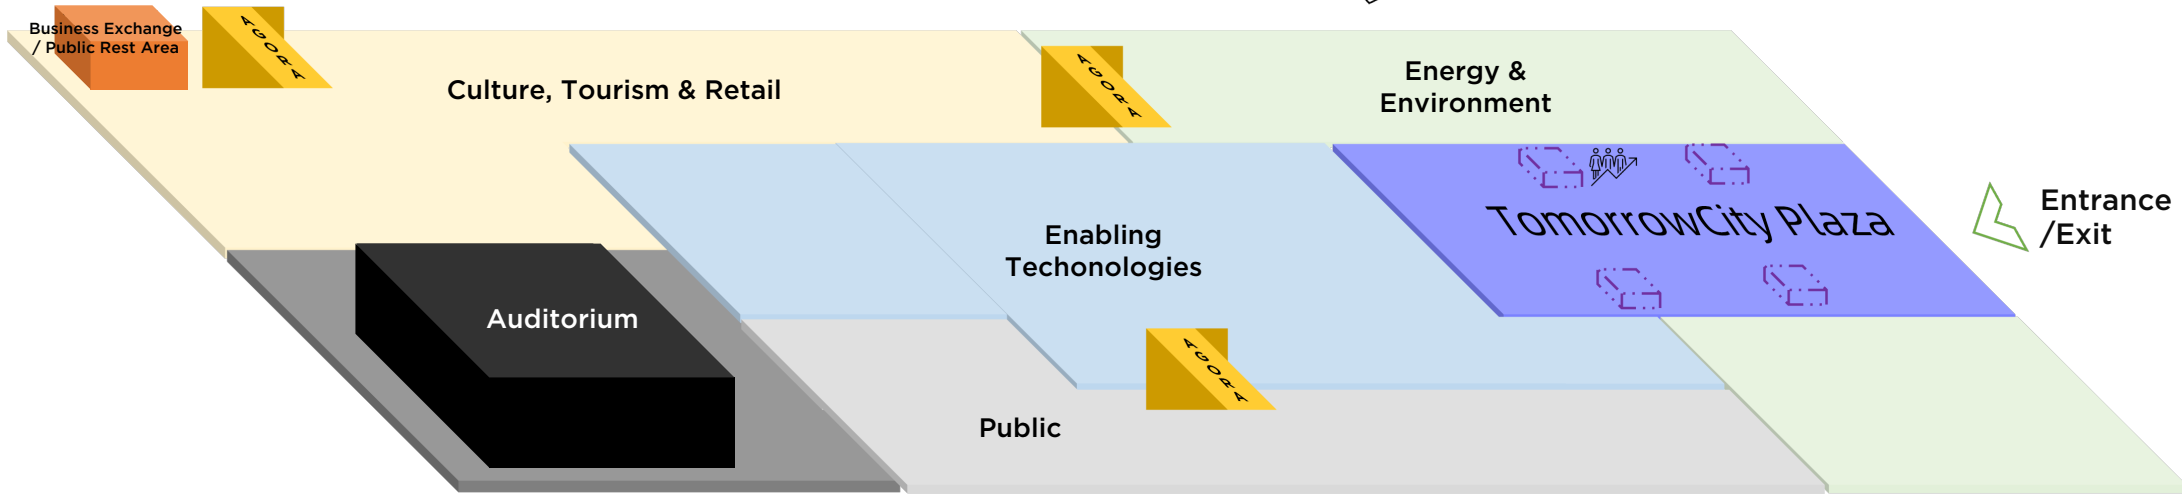 Business Exchange
/ Public Rest Area
AGORA
Culture, Tourism & Retail
AGORA
Energy &
Environment
TomorrowCity Plaza
Entrance
/Exit
Enabling
Techonologies
Auditorium
AGORA
Public